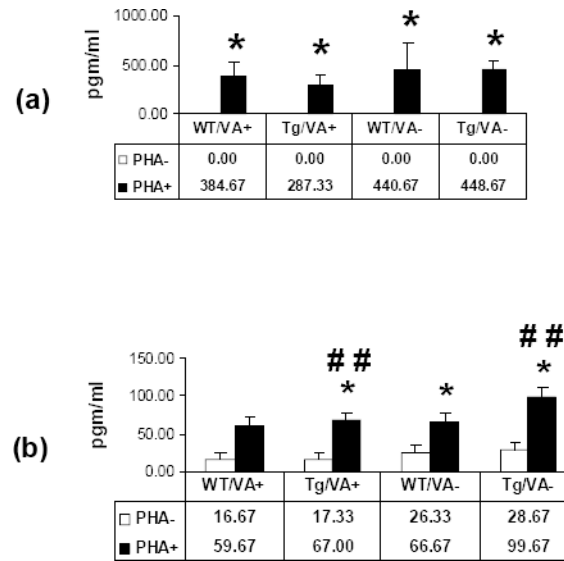 1000.00
* * * *
pgm/ml
500.00
(a)
0.00
WT/VA+ Tg/VA+ WT/VA- Tg/VA-
PHA- 0.00 0.00 0.00 0.00
PHA+ 384.67 287.33 440.67 448.67
# #
150.00
# #
* * *
100.00
pgm/ml
50.00
(b)
0.00
WT/VA+ Tg/VA+ WT/VA- Tg/VA-
PHA- 16.67 17.33 26.33 28.67
PHA+ 59.67 67.00 66.67 99.67